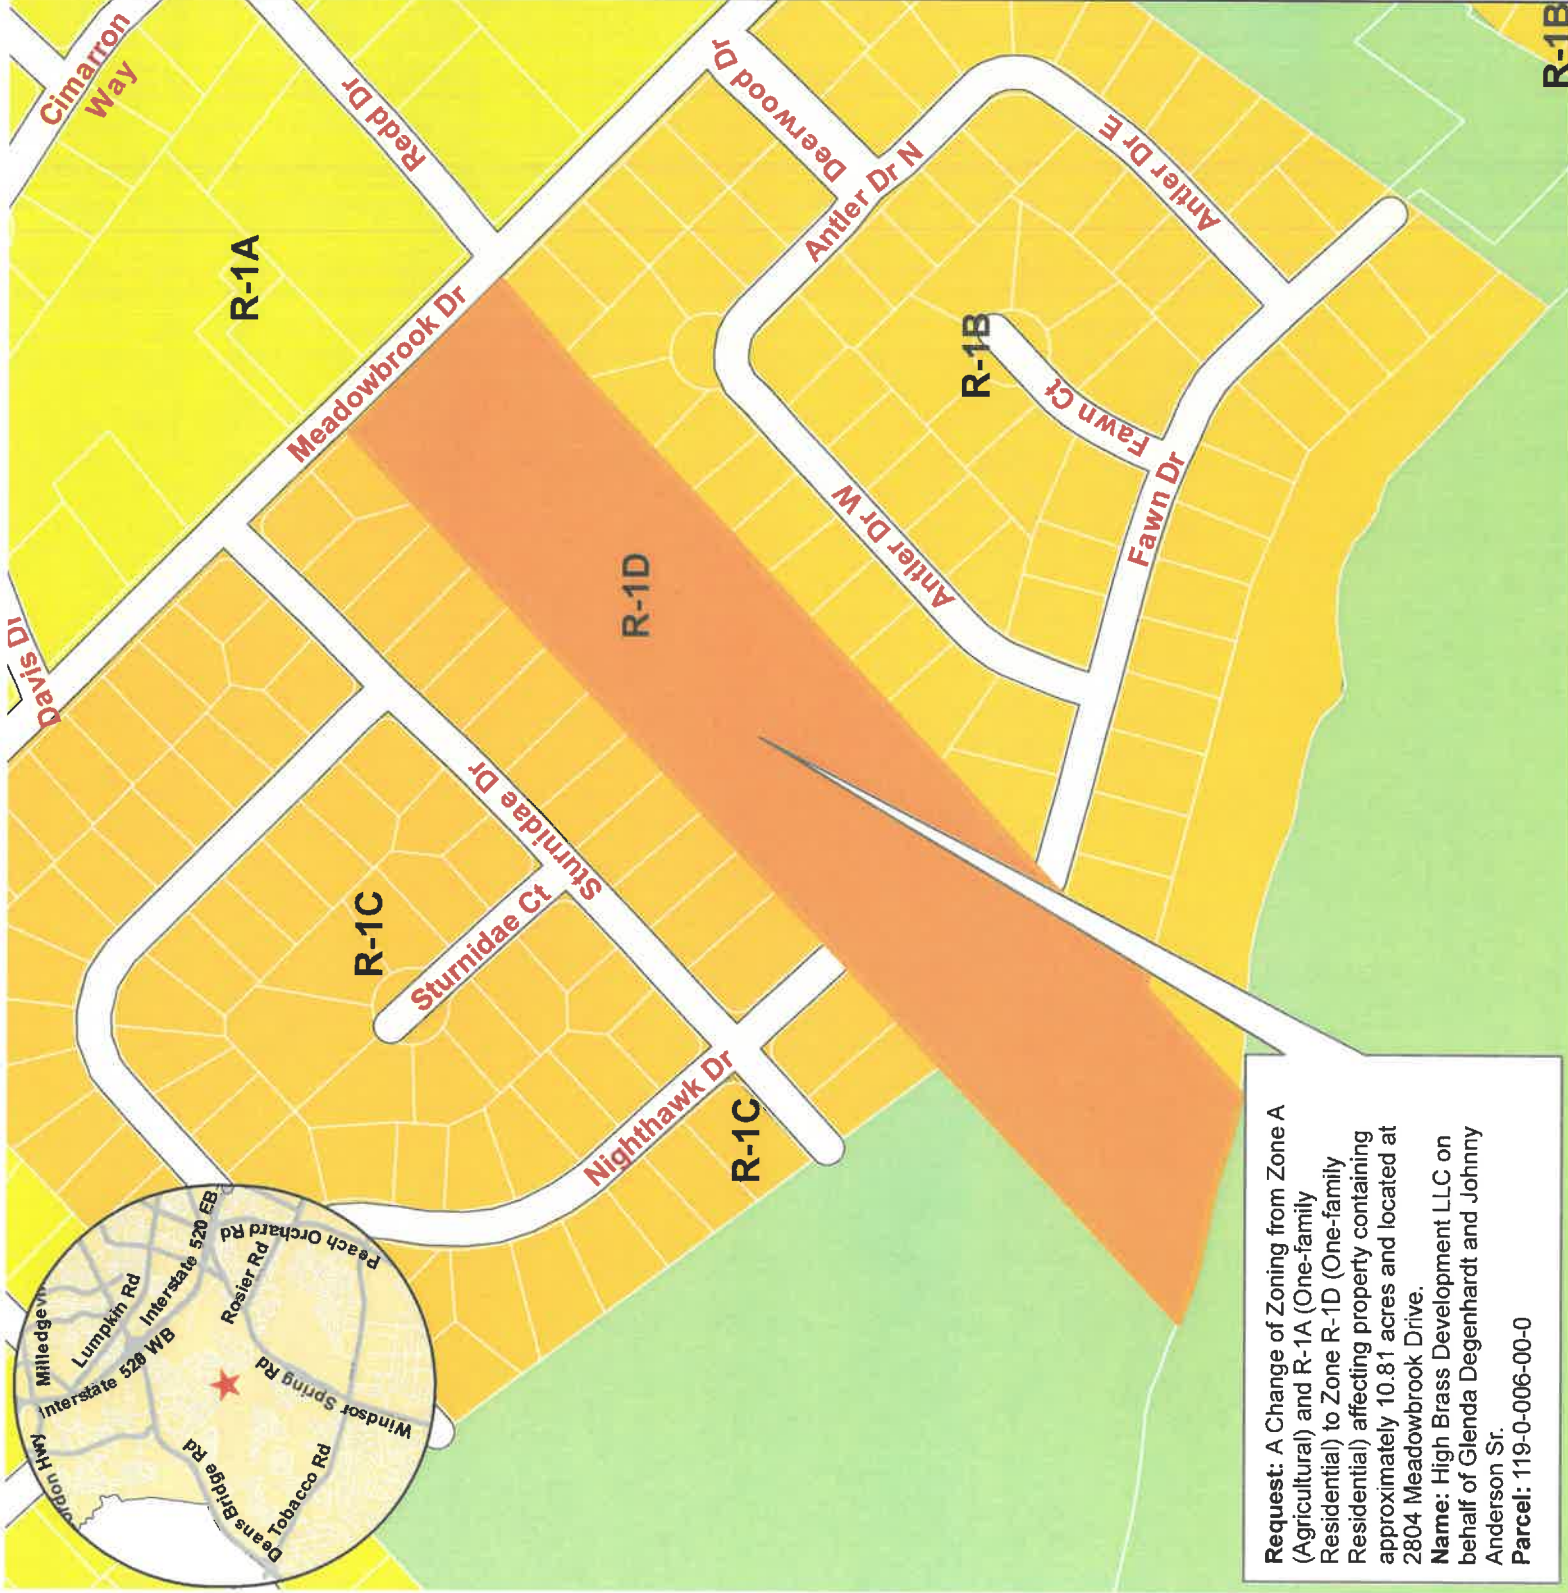 Cimarron
Way
Redd Dr
R-1A
Deerwood Dr
Antler Dr N
Antler Dr E
R-1B
Meadowbrook Dr
R-1B
Fawn Ct
Fawn Dr
Antler Dr W
R-1D
Davis Dr
Sturnidae Dr
Sturnidae Ct
R-1C
Nighthawk Dr
R-1C
Lumpkin Rd
Interstate 520 EB
Interstate 520 WB
Peach Orchard Rd
Rosier Rd
Windsor Spring Rd
Deans Bridge Rd
Tobacco Rd
Request: A Change of Zoning from Zone A
(Agricultural) and R-1A (One-family
Residential) to Zone R-1D (One-family
Residential) affecting property containing
approximately 10.81 acres and located at
2804 Meadowbrook Drive.
Name: High Brass Development LLC on
behalf of Glenda Degenhardt and Johnny
Anderson Sr.
Parcel: 119-0-006-00-0